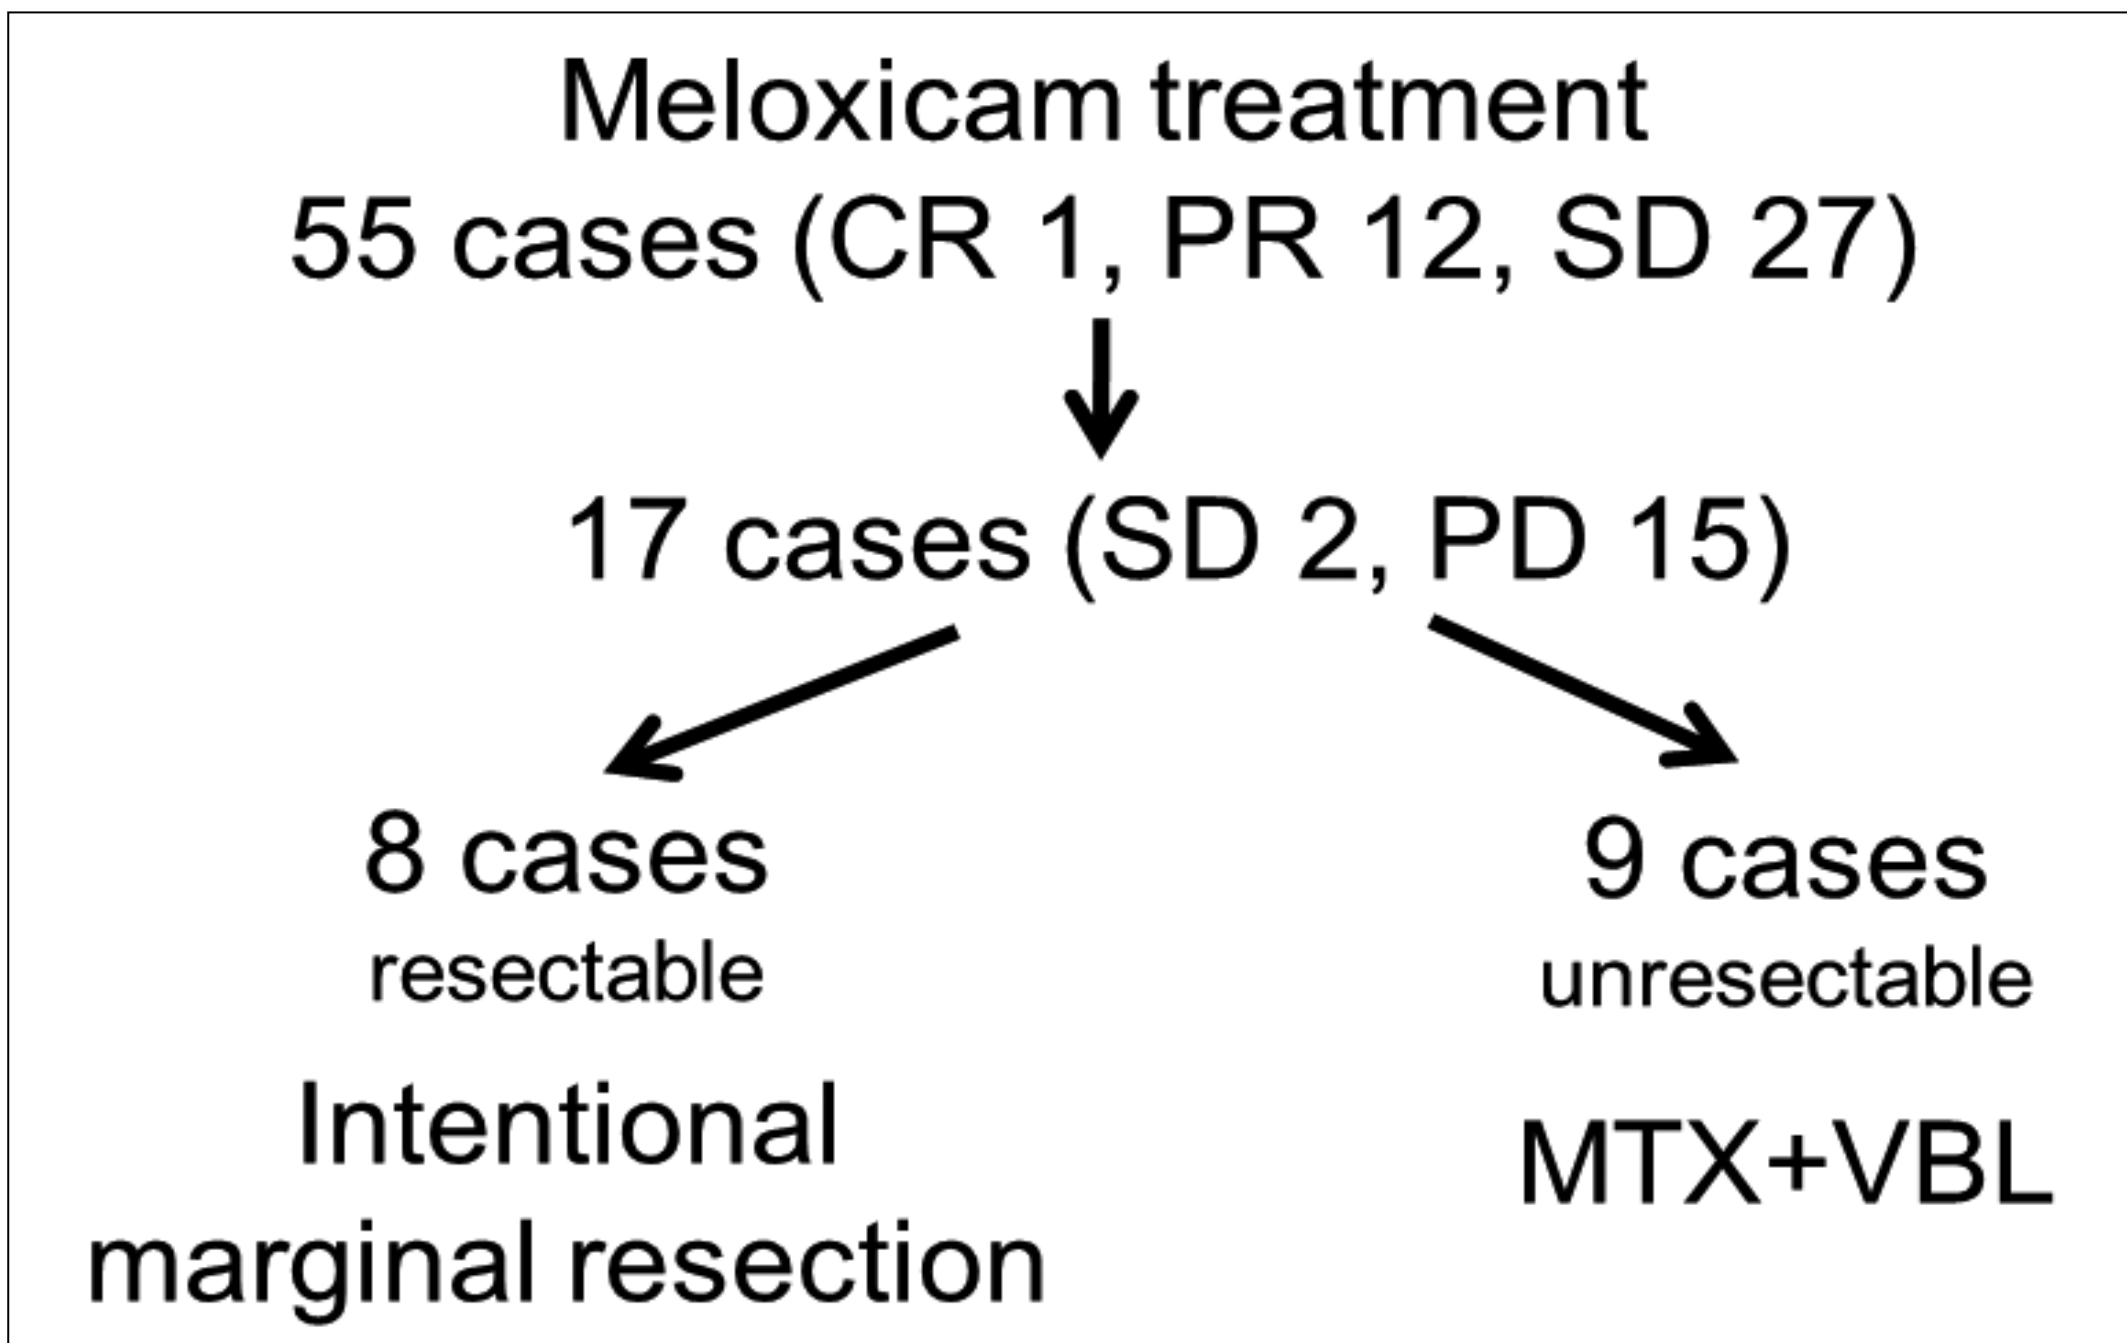 Meloxicam treatment
55 cases (CR 1, PR 12, SD 27)
17 cases (SD 2, PD 15)
8 cases
resectable
Intentional
marginal resection
9 cases
unresectable
MTX+VBL